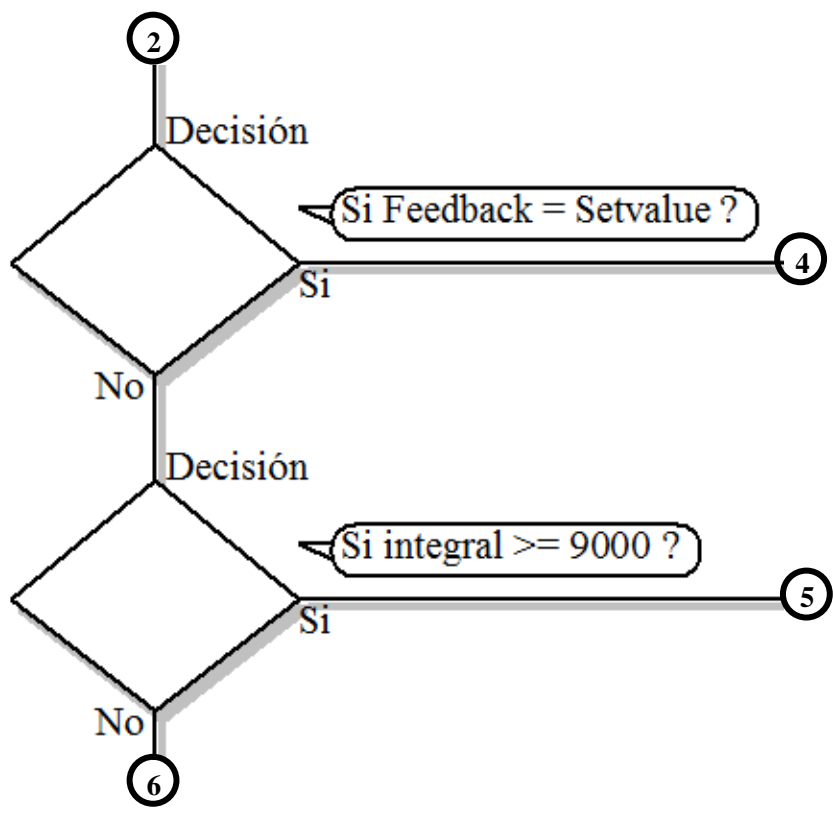 2
Decisión
Si Feedback = Setvalue ?
4
Si
No
Decisión
Si integral >= 9000 ?
5
Si
No
6